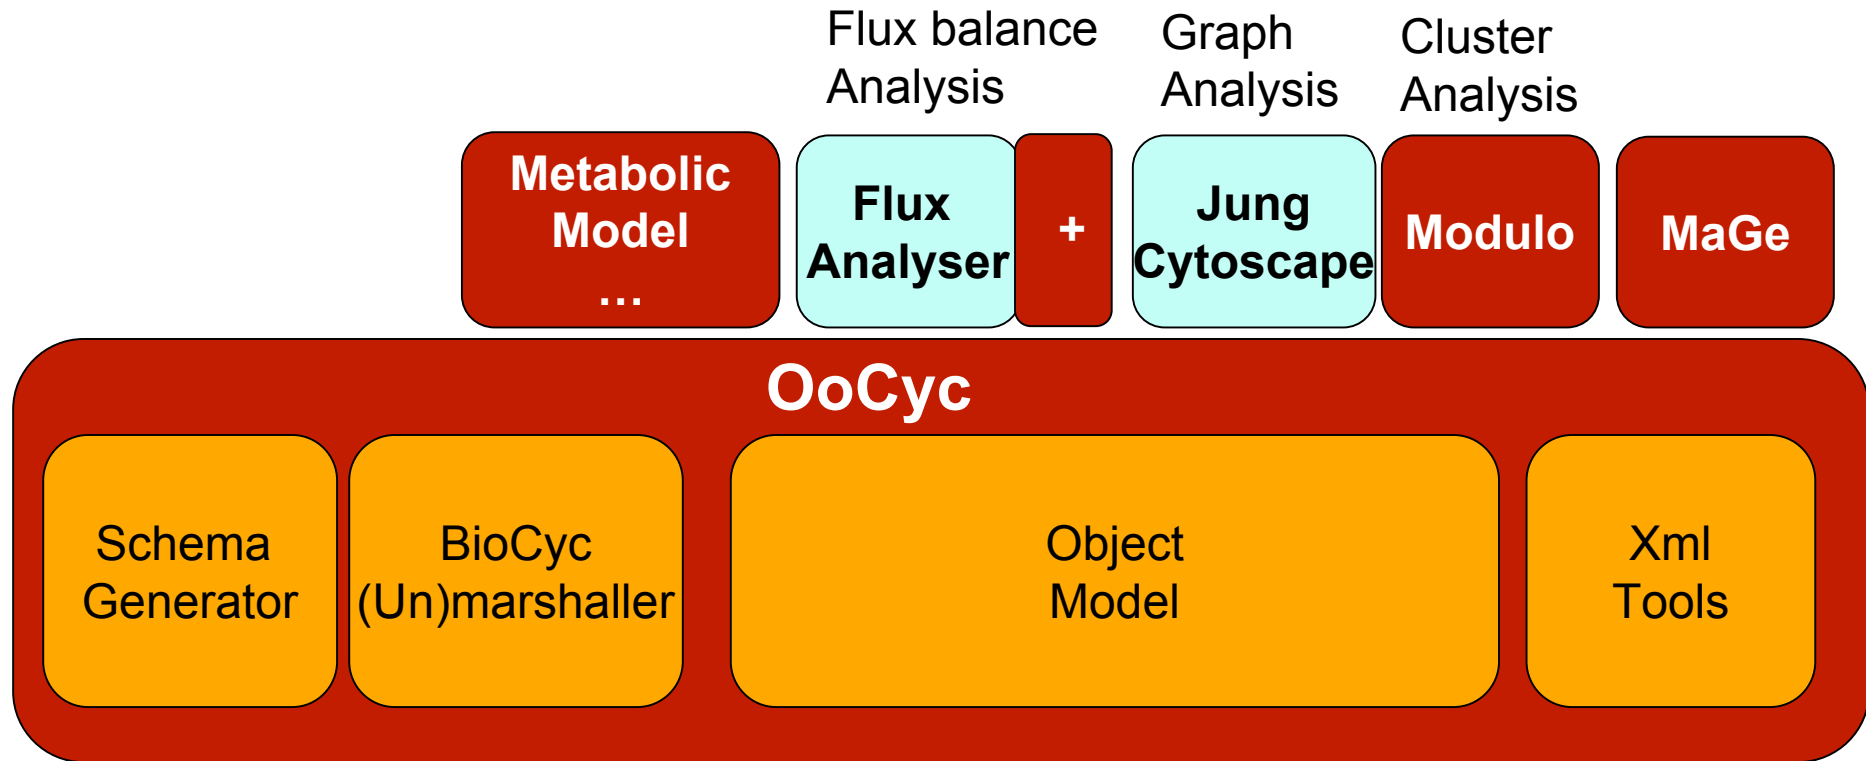 Flux balance
Analysis
Graph
Analysis
Cluster
Analysis
Metabolic
Model
...
Flux
Analyser
+
Jung
Cytoscape
Modulo
MaGe
OoCyc
Schema
Generator
BioCyc
(Un)marshaller
Object
Model
Xml
Tools